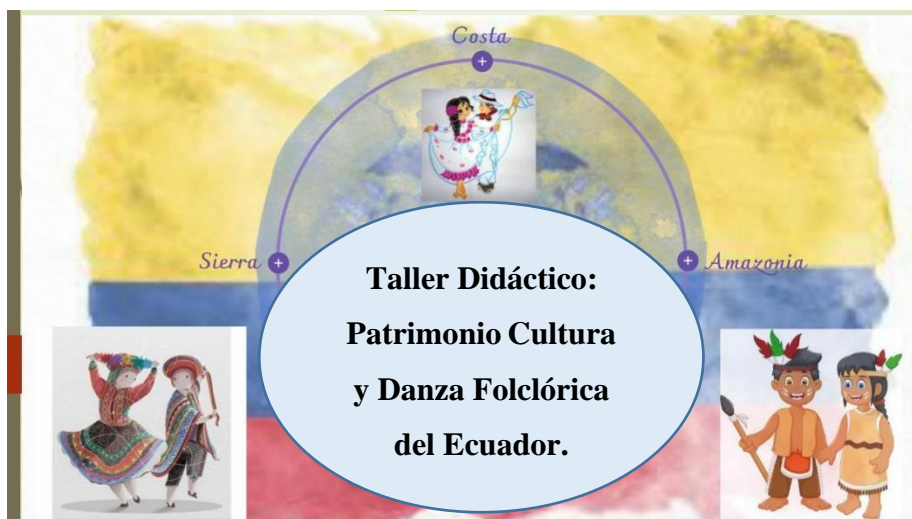 Costa
Sierra
Amazonia
Taller Didáctico:
Patrimonio Cultura
y Danza Folclórica
del Ecuador.